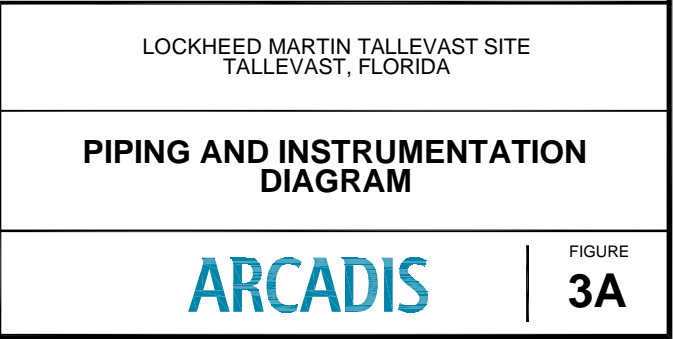 LOCKHEED MARTIN TALLEVAST SITE
TALLEVAST, FLORIDA
PIPING AND INSTRUMENTATION
DIAGRAM
ARCADIS
FIGURE
3A